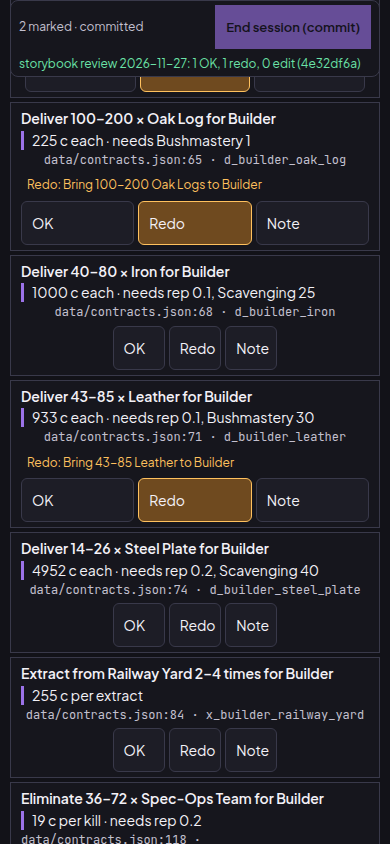 2 marked · committed
End session (commit)
storybook review 2026-11-27: 1 OK, 1 redo, 0 edit (4e32df6a)
Deliver 100–200 × Oak Log for Builder
225 c each · needs Bushmastery 1
data/contracts.json:65 · d_builder_oak_log
Redo: Bring 100–200 Oak Logs to Builder
OK
Redo
Note
Deliver 40–80 × Iron for Builder
1000 c each · needs rep 0.1, Scavenging 25
data/contracts.json:68 · d_builder_iron
OK
Redo
Note
Deliver 43–85 × Leather for Builder
933 c each · needs rep 0.1, Bushmastery 30
data/contracts.json:71 · d_builder_leather
Redo: Bring 43–85 Leather to Builder
OK
Redo
Note
Deliver 14–26 × Steel Plate for Builder
4952 c each · needs rep 0.2, Scavenging 40
data/contracts.json:74 · d_builder_steel_plate
OK
Redo
Note
Extract from Railway Yard 2–4 times for Builder
255 c per extract
data/contracts.json:84 · x_builder_railway_yard
OK
Redo
Note
Eliminate 36–72 × Spec-Ops Team for Builder
19 c per kill · needs rep 0.2
data/contracts.json:118 ·